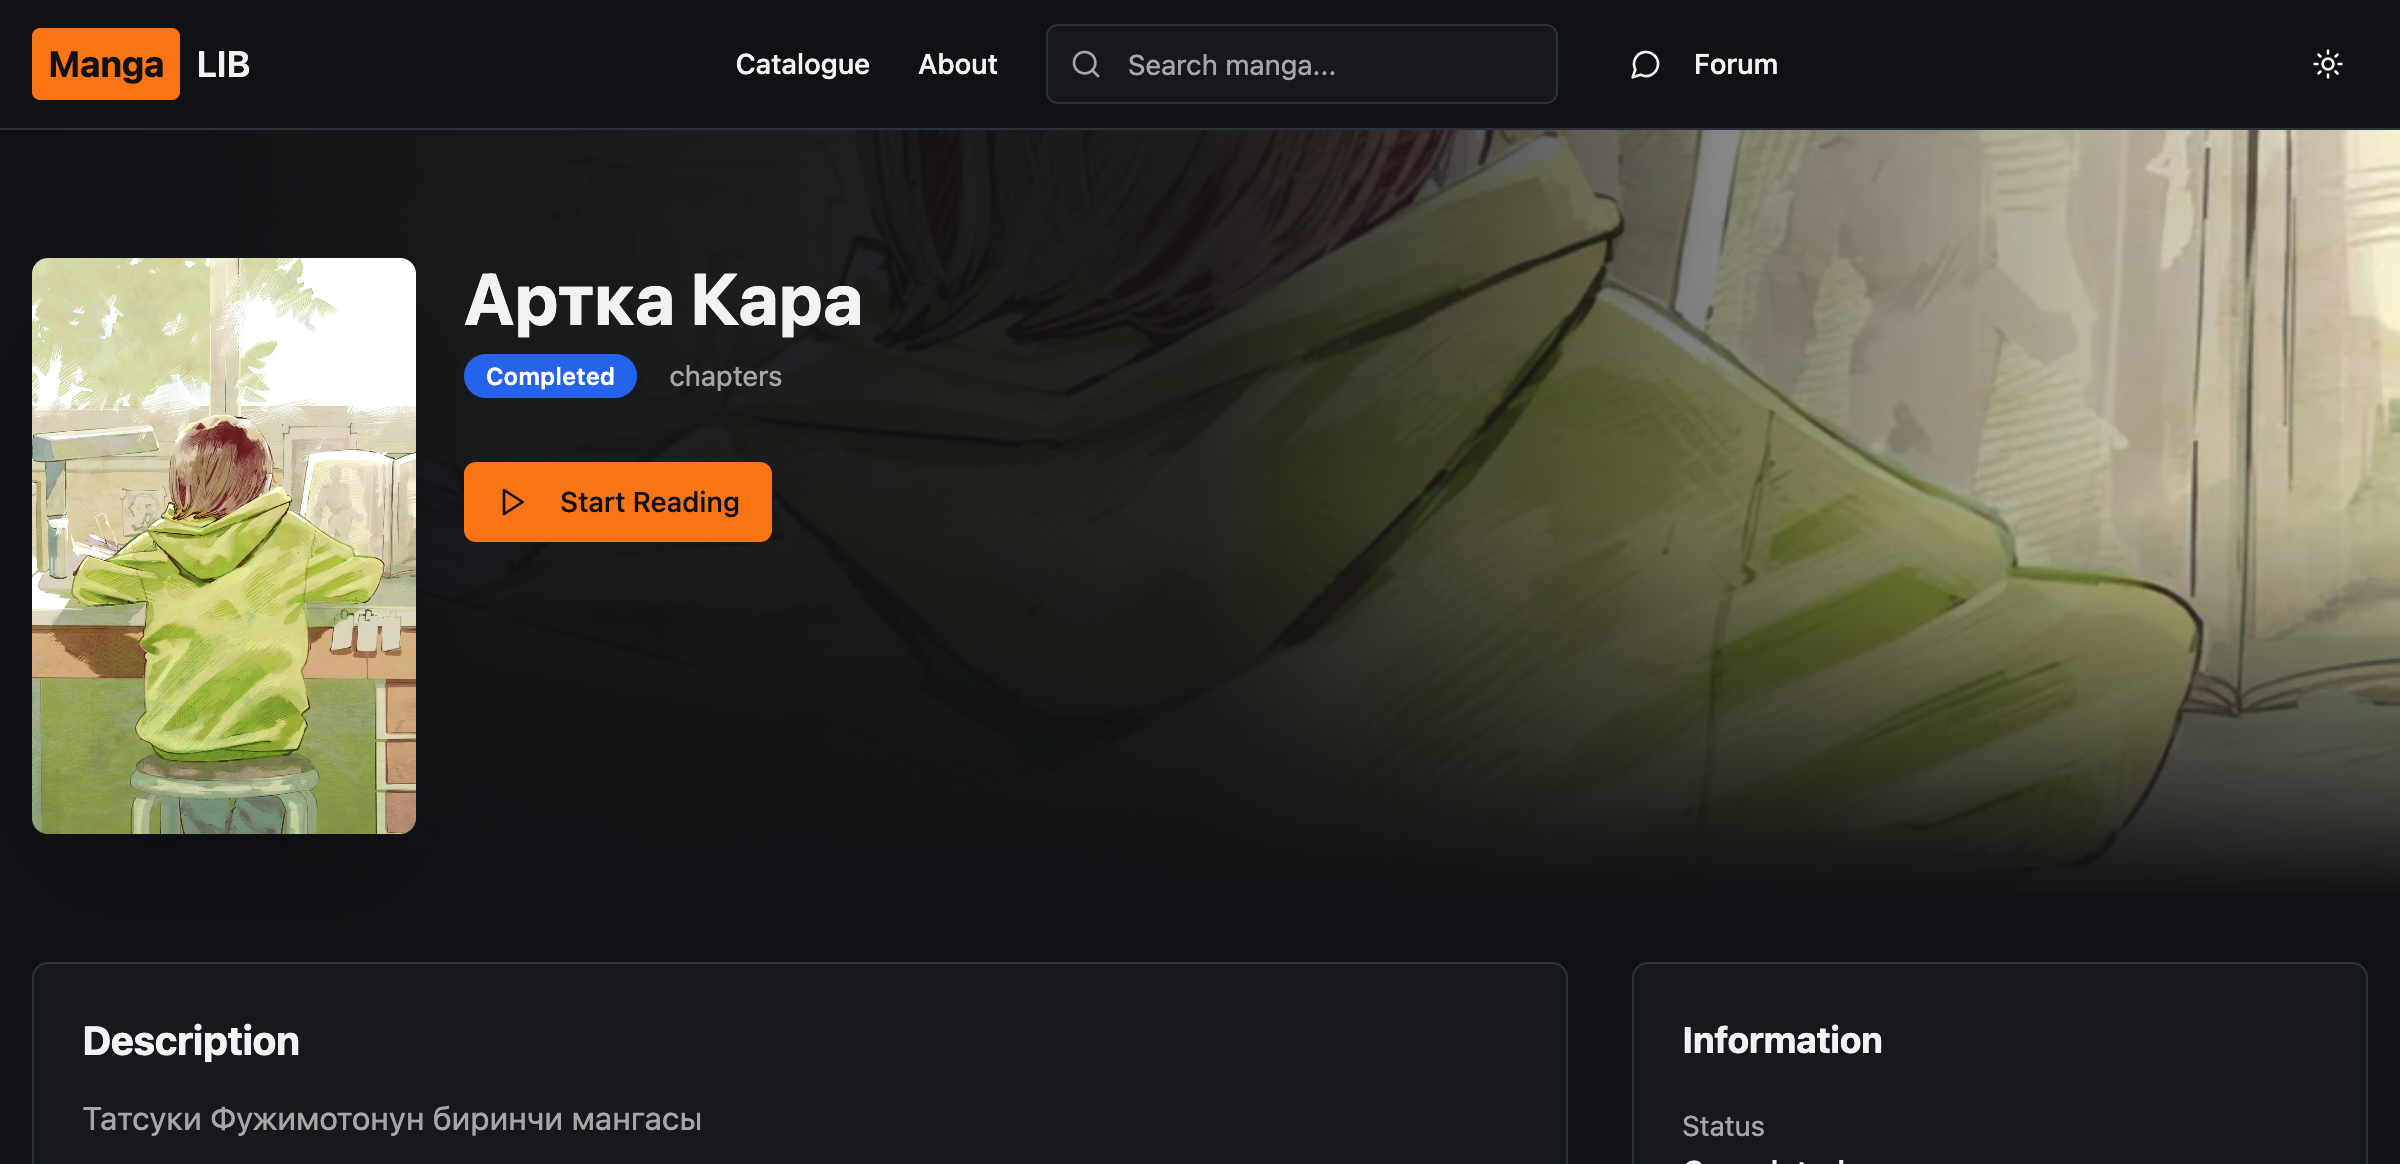 Manga LIB Catalogue About Search manga... Forum
Артка Кара
Completed chapters
Start Reading
Description
Татсуки Фужимотонун биринчи мангасы
Information
Status
Completed